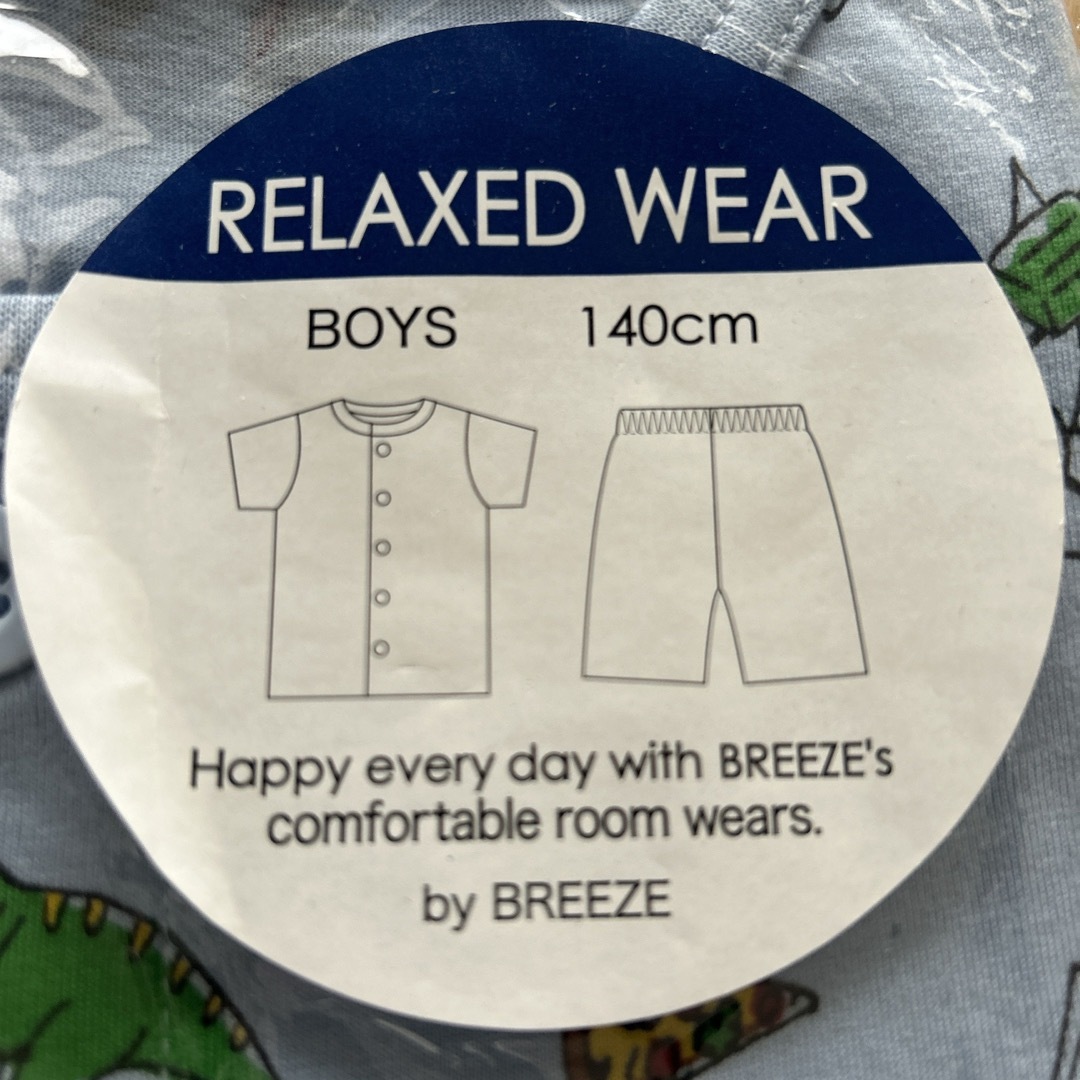 RELAXED WEAR
BOYS 140cm
Happy every day with BREEZE's
comfortable room wears.
by BREEZE